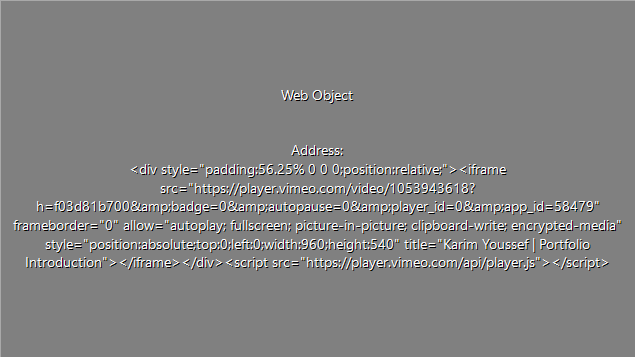 Web Object
Address:
<div style="padding:56.25% 0 0 0;position:relative;"><iframe
src="https://player.vimeo.com/video/1053943618?
h=f03d81b700&amp;badge=0&amp;autopause=0&amp;player_id=0&amp;app_id=58479"
frameborder="0" allow="autoplay; fullscreen; picture-in-picture; clipboard-write; encrypted-media"
style="position:absolute;top:0;left:0;width:960;height:540" title="Karim Youssef | Portfolio
Introduction"></iframe></div><script src="https://player.vimeo.com/api/player.js"></script>